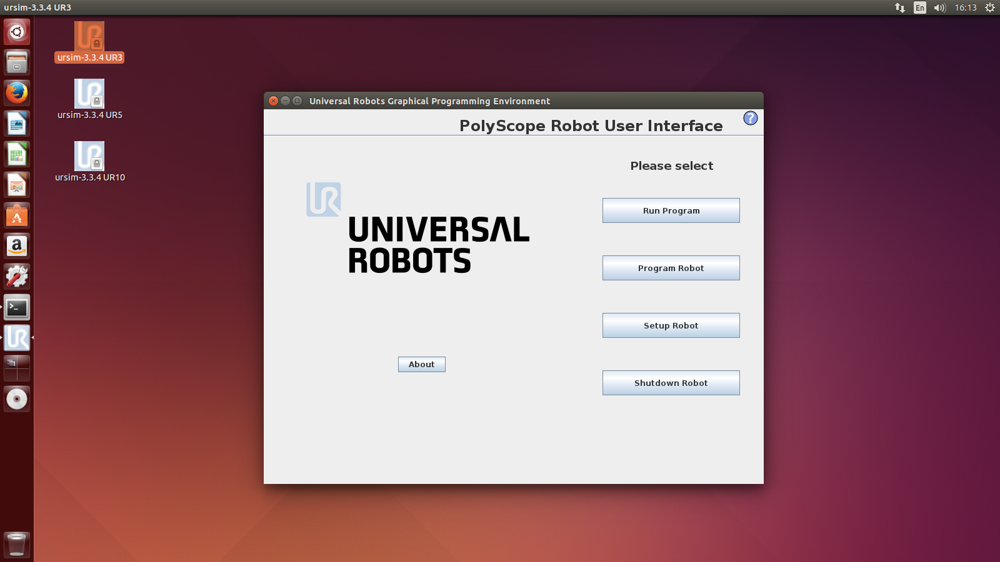 ursim-3.3.4 UR3
En
16:13
ursim-3.3.4 UR3
ursim-3.3.4 UR5
ursim-3.3.4 UR10
Universal Robots Graphical Programming Environment
PolyScope Robot User Interface
?
Please select
UR
UNIVERSAL
ROBOTS
Run Program
Program Robot
Setup Robot
Shutdown Robot
About